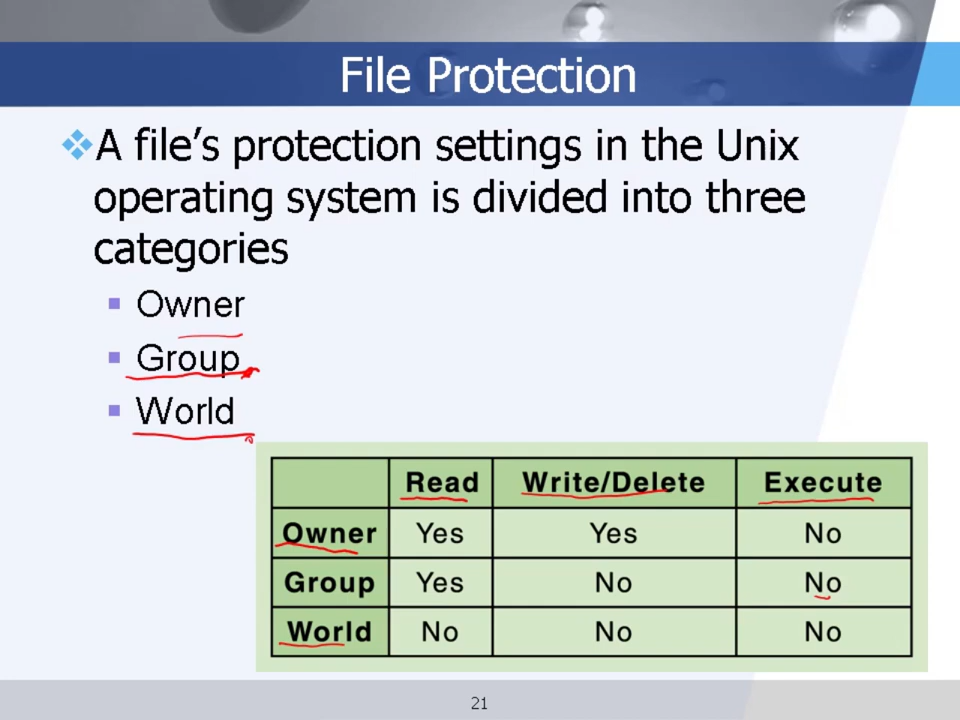 File Protection
A file's protection settings in the Unix
operating system is divided into three
categories
Owner
Group
World
Read Write/Delete Execute
Owner Yes Yes No
Group Yes No No
World No No No
21